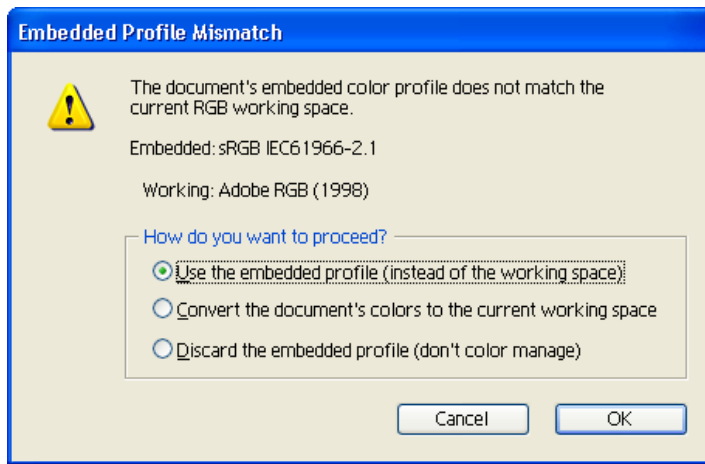 Embedded Profile Mismatch
The document's embedded color profile does not match the
current RGB working space.
Embedded: sRGB IEC61966-2.1
Working: Adobe RGB (1998)
How do you want to proceed?
Use the embedded profile (instead of the working space)
Convert the document's colors to the current working space
Discard the embedded profile (don't color manage)
Cancel OK